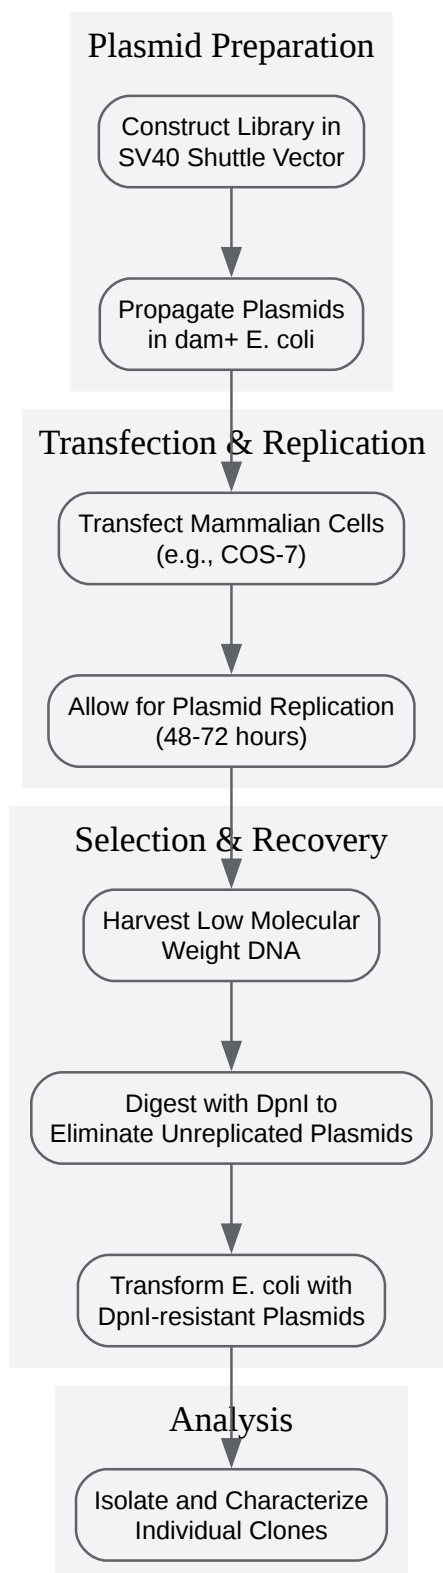 Plasmid Preparation
Construct Library in
SV40 Shuttle Vector
Propagate Plasmids
in dam+ E. coli
Transfection & Replication
Transfect Mammalian Cells
(e.g., COS-7)
Allow for Plasmid Replication
(48-72 hours)
Selection & Recovery
Harvest Low Molecular
Weight DNA
Digest with DpnI to
Eliminate Unreplicated Plasmids
Transform E. coli with
DpnI-resistant Plasmids
Analysis
Isolate and Characterize
Individual Clones